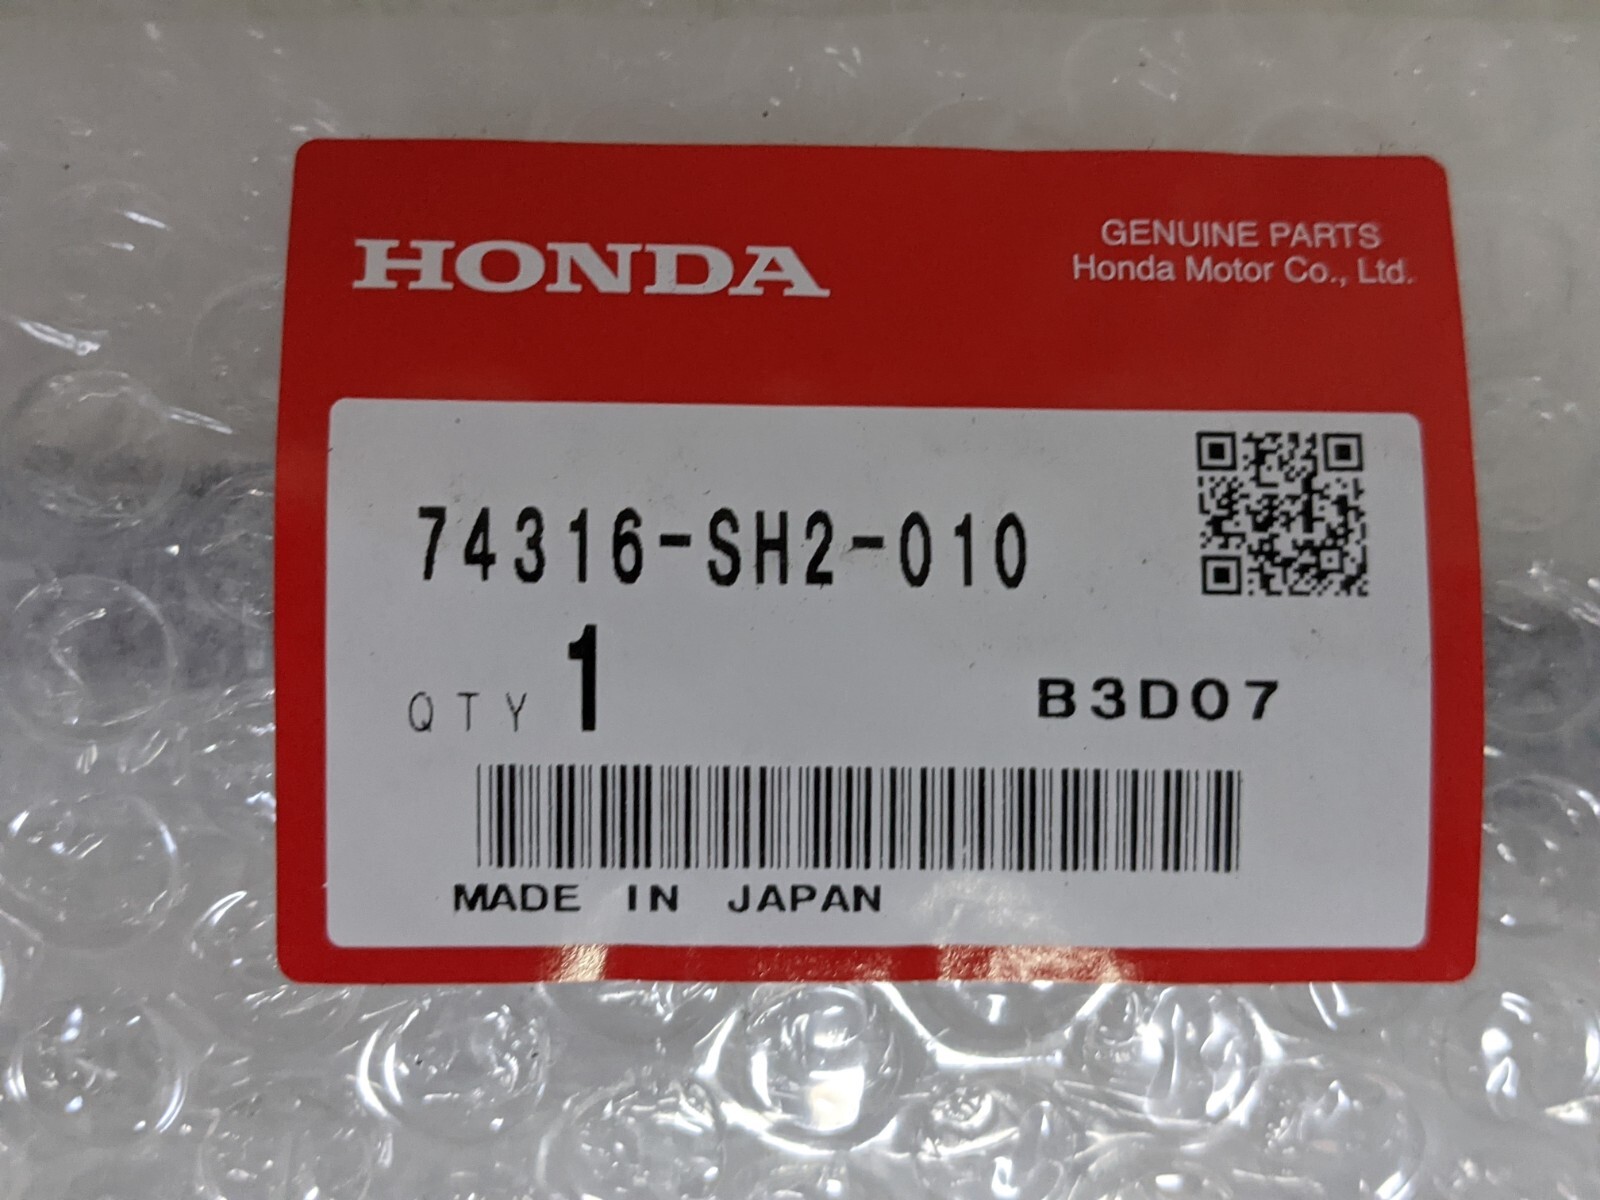 HONDA
GENUINE PARTS
Honda Motor Co., Ltd.
74316-SH2-010
QTY 1
B3D07
MADE IN JAPAN